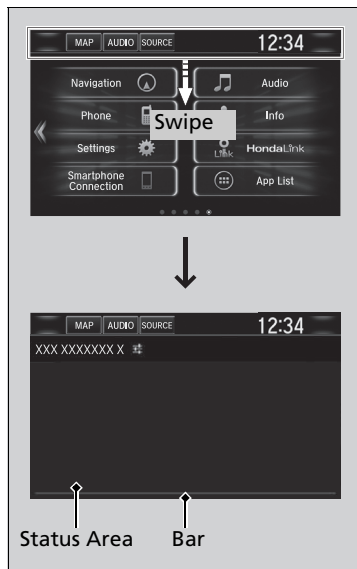 MAP AUDIO SOURCE 12:34
Navigation Audio
Phone Info
Swipe
Settings Link HondaLink
Smartphone
Connection App List
MAP AUDIO SOURCE 12:34
XXX XXXXXXX X
Status Area Bar